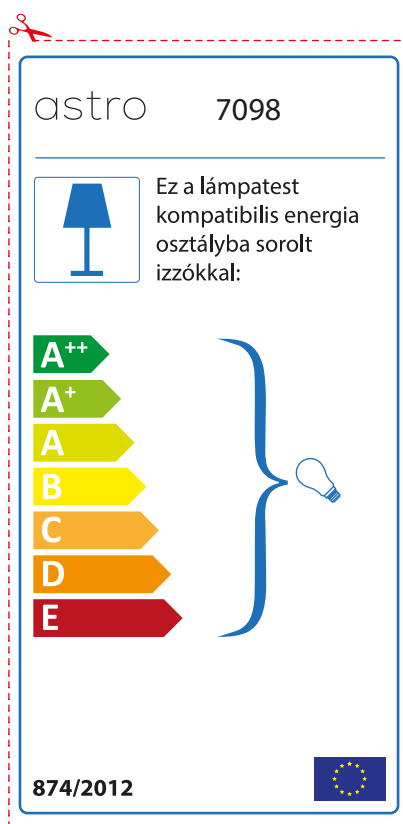 astro 7098
Ez a lámpatest
kompatibilis energia
osztályba sorolt
izzókkal:
A++
A+
A
B
C
D
E
874/2012